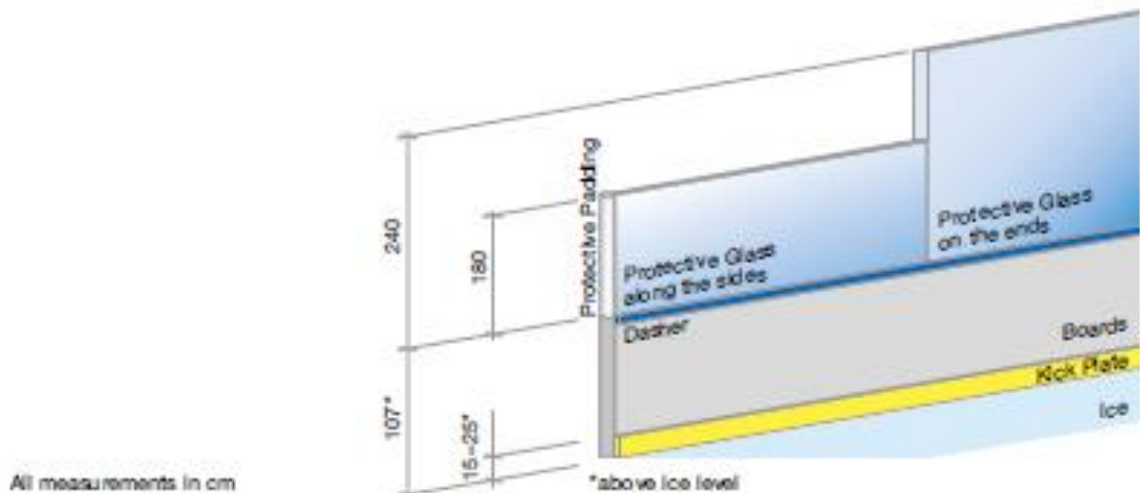 240
180
Protective Padding
Protective Glass
along the sides
Protective Glass
on the ends
Dasher
Boards
Kick Plate
Ice
107*
15–25*
All measurements in cm
*above ice level